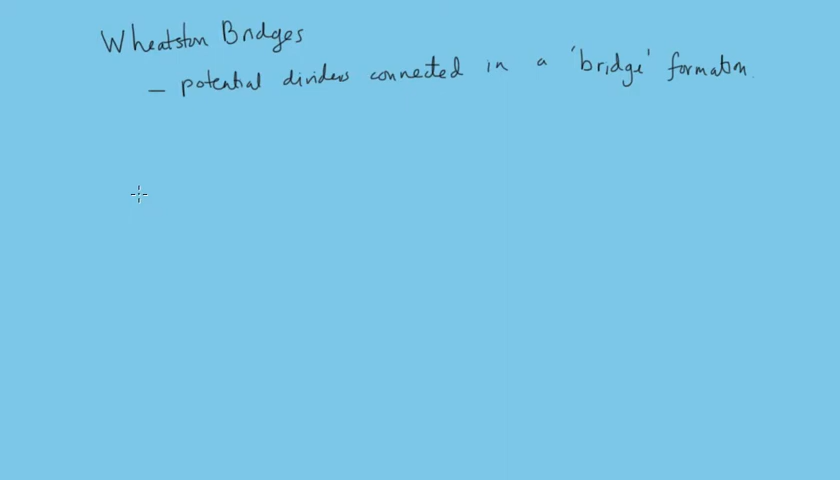 Wheatston Bridges
– potential dividers connected in a 'bridge' formation.